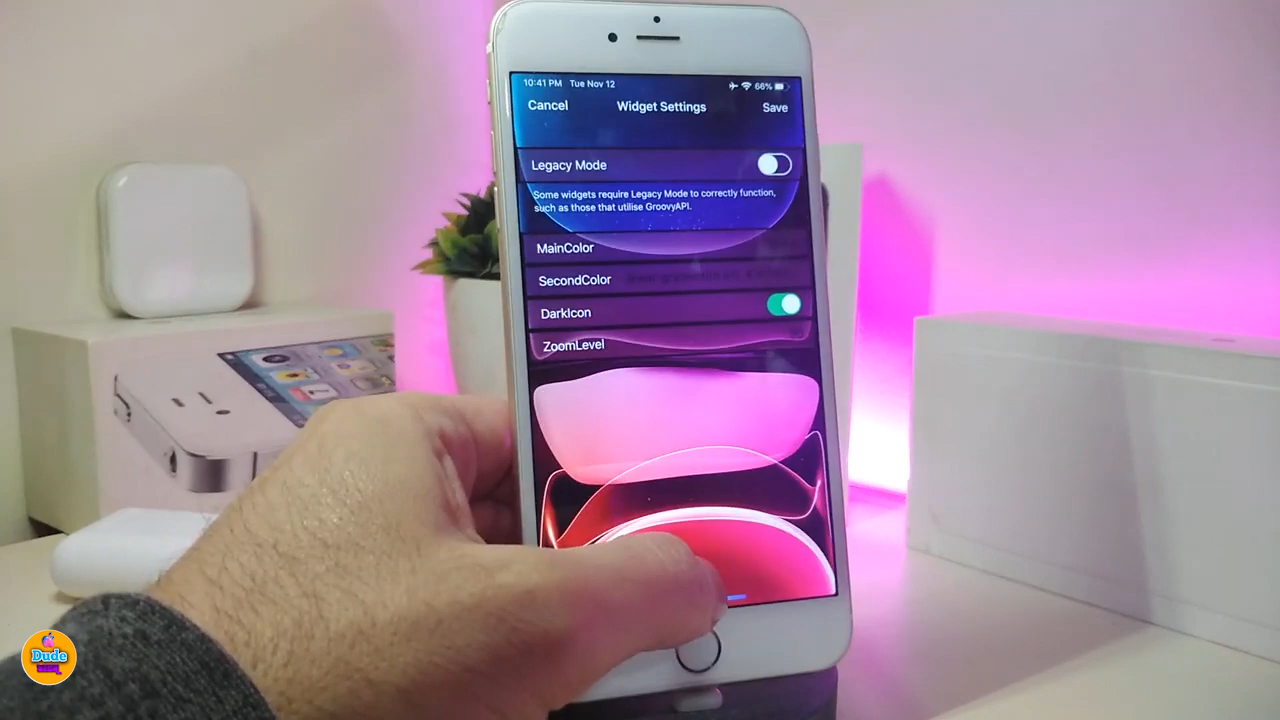 10:41 PM Tue Nov 12 66%
Cancel Widget Settings Save
Legacy Mode
Some widgets require Legacy Mode to correctly function,
such as those that utilise GroovyAPI.
MainColor
SecondColor
DarkIcon
ZoomLevel
Dude